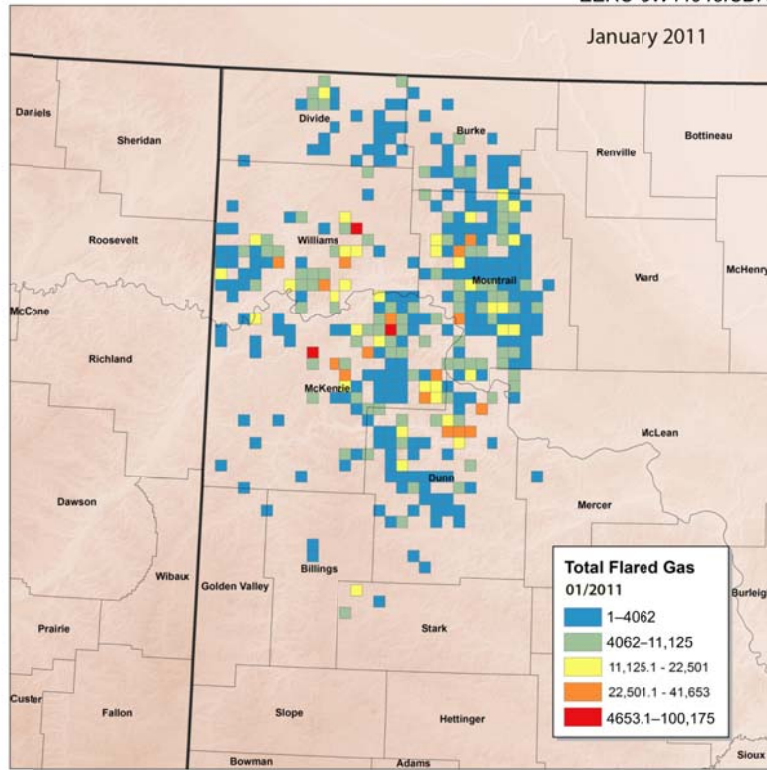 January 2011
Daniels
Sheridan
Divide
Burke
Renville
Bottineau
Roosevelt
Williams
Mountrail
Ward
McHenry
McCone
Richland
McKenzie
McLean
Dawson
Dunn
Mercer
Wibaux
Golden Valley
Billings
Burleigh
Prairie
Stark
Custer
Fallon
Slope
Hettinger
Bowman
Adams
Sioux
Total Flared Gas
01/2011
1–4062
4062–11,125
11,125.1 - 22,501
22,501.1 - 41,653
4653.1–100,175